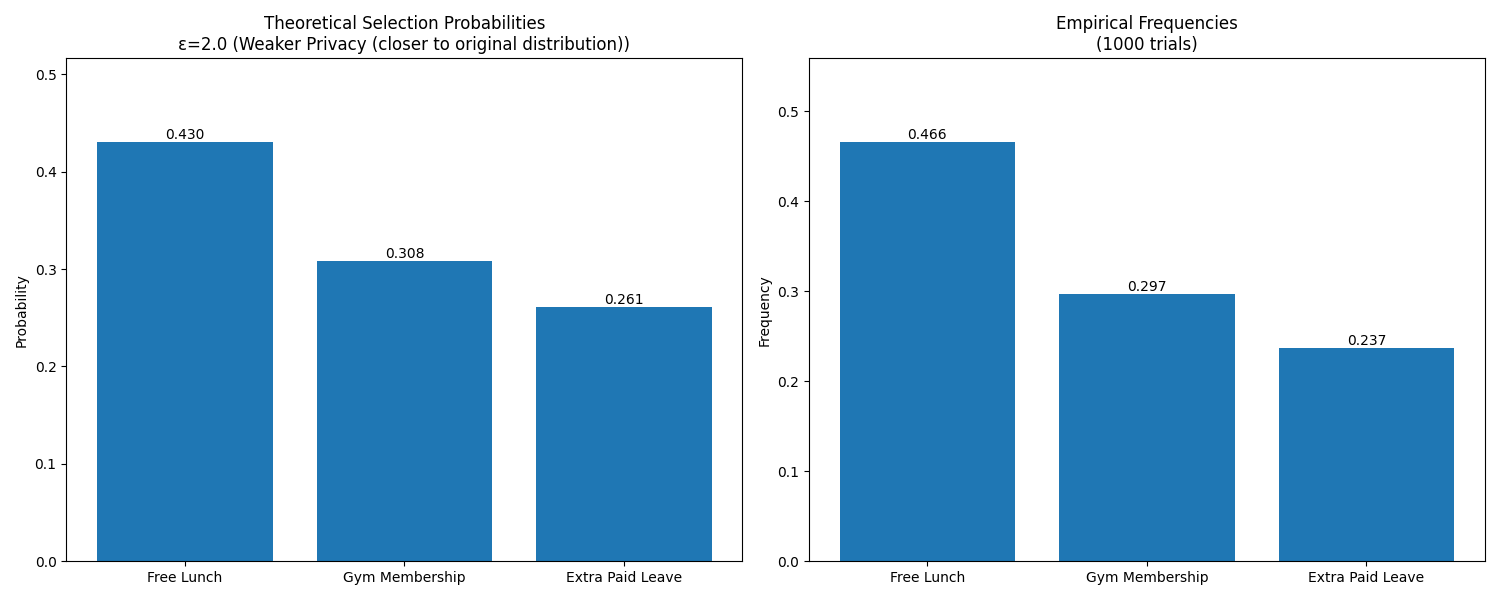 Theoretical Selection Probabilities
ε=2.0 (Weaker Privacy (closer to original distribution))
Probability
0.5
0.4
0.3
0.2
0.1
0.0
0.430
0.308
0.261
Free Lunch
Gym Membership
Extra Paid Leave
Empirical Frequencies
(1000 trials)
Frequency
0.5
0.4
0.3
0.2
0.1
0.0
0.466
0.297
0.237
Free Lunch
Gym Membership
Extra Paid Leave